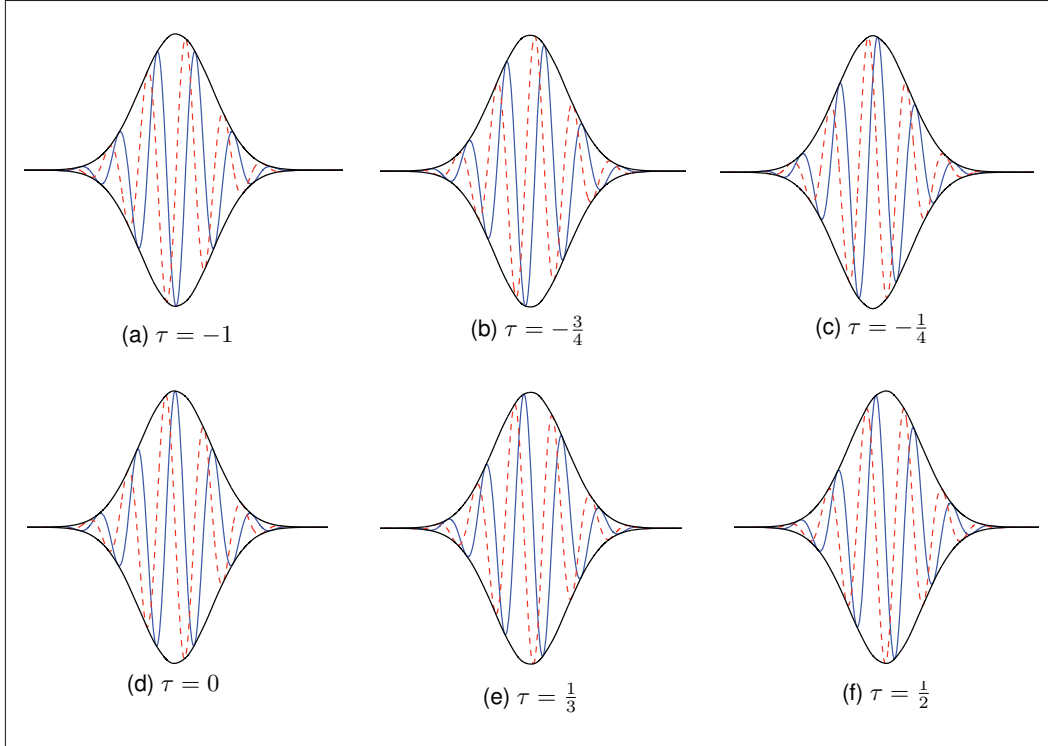 (a) τ = −1
(b) τ = −3/4
(c) τ = −1/4
(d) τ = 0
(e) τ = 1/3
(f) τ = 1/2